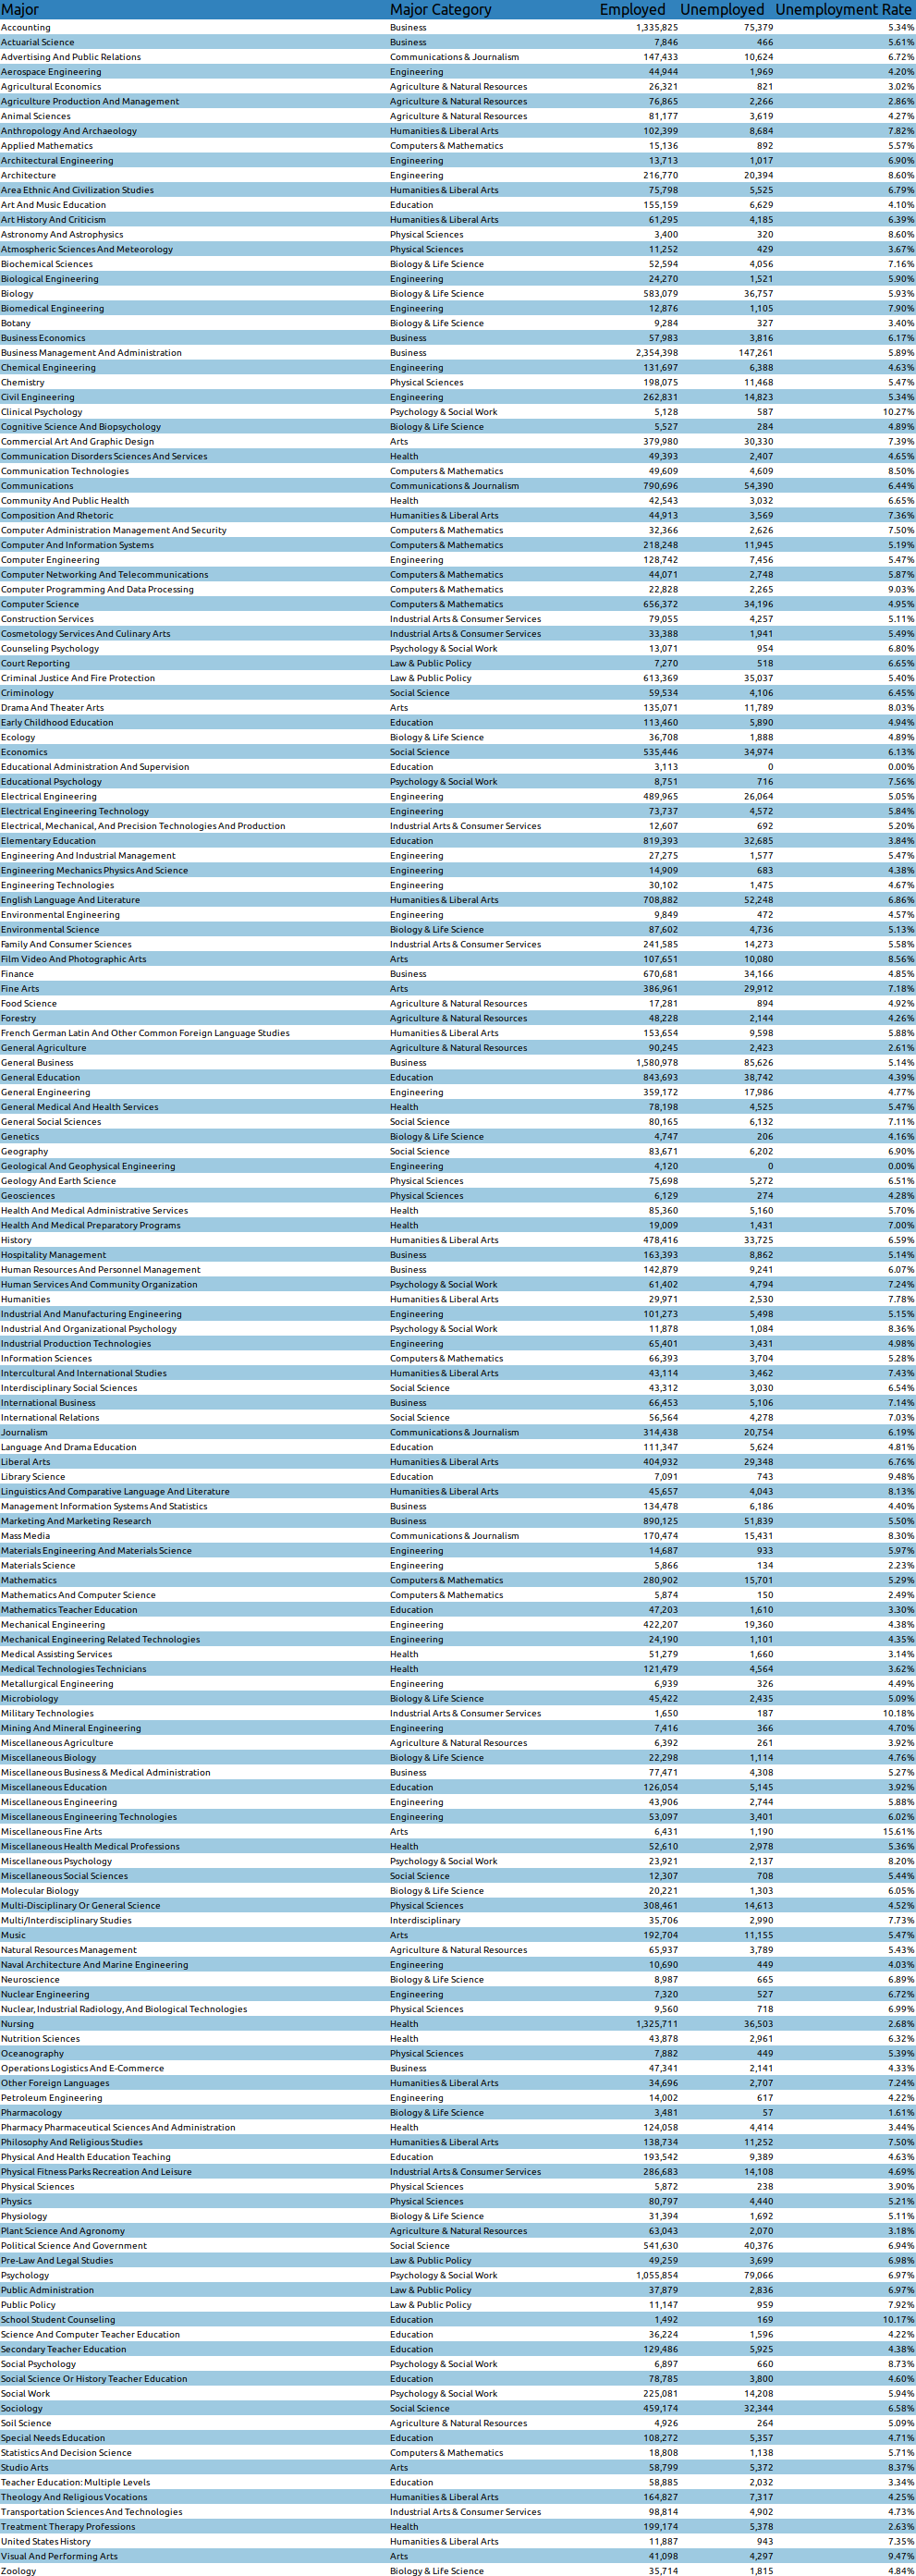 Major Major Category Employed Unemployed Unemployment Rate
Accounting Business 1,335,825 75,379 5.34%
Actuarial Science Business 7,846 466 5.61%
Advertising And Public Relations Communications & Journalism 147,433 10,624 6.72%
Aerospace Engineering Engineering 44,944 1,969 4.20%
Agricultural Economics Agriculture & Natural Resources 26,321 821 3.02%
Agriculture Production And Management Agriculture & Natural Resources 76,865 2,266 2.86%
Animal Sciences Agriculture & Natural Resources 81,177 3,619 4.27%
Anthropology And Archaeology Humanities & Liberal Arts 102,399 8,684 7.82%
Applied Mathematics Computers & Mathematics 15,136 892 5.57%
Architectural Engineering Engineering 13,713 1,017 6.90%
Architecture Engineering 216,770 20,394 8.60%
Area Ethnic And Civilization Studies Humanities & Liberal Arts 75,798 5,525 6.79%
Art And Music Education Education 155,159 6,629 4.10%
Art History And Criticism Humanities & Liberal Arts 61,295 4,185 6.39%
Astronomy And Astrophysics Physical Sciences 3,400 320 8.60%
Atmospheric Sciences And Meteorology Physical Sciences 11,252 429 3.67%
Biochemical Sciences Biology & Life Science 52,594 4,056 7.16%
Biological Engineering Engineering 24,270 1,521 5.90%
Biology Biology & Life Science 583,079 36,757 5.93%
Biomedical Engineering Engineering 12,876 1,105 7.90%
Botany Biology & Life Science 9,284 327 3.40%
Business Economics Business 57,983 3,816 6.17%
Business Management And Administration Business 2,354,398 147,261 5.89%
Chemical Engineering Engineering 131,697 6,388 4.63%
Chemistry Physical Sciences 198,075 11,468 5.47%
Civil Engineering Engineering 262,831 14,823 5.34%
Clinical Psychology Psychology & Social Work 5,128 587 10.27%
Cognitive Science And Biopsychology Biology & Life Science 5,527 284 4.89%
Commercial Art And Graphic Design Arts 379,980 30,330 7.39%
Communication Disorders Sciences And Services Health 49,393 2,407 4.65%
Communication Technologies Computers & Mathematics 49,609 4,609 8.50%
Communications Communications & Journalism 790,696 54,390 6.44%
Community And Public Health Health 42,543 3,032 6.65%
Composition And Rhetoric Humanities & Liberal Arts 44,913 3,569 7.36%
Computer Administration Management And Security Computers & Mathematics 32,366 2,626 7.50%
Computer And Information Systems Computers & Mathematics 218,248 11,945 5.19%
Computer Engineering Engineering 128,742 7,456 5.47%
Computer Networking And Telecommunications Computers & Mathematics 44,071 2,748 5.87%
Computer Programming And Data Processing Computers & Mathematics 22,828 2,265 9.03%
Computer Science Computers & Mathematics 656,372 34,196 4.95%
Construction Services Industrial Arts & Consumer Services 79,055 4,257 5.11%
Cosmetology Services And Culinary Arts Industrial Arts & Consumer Services 33,388 1,941 5.49%
Counseling Psychology Psychology & Social Work 13,071 954 6.80%
Court Reporting Law & Public Policy 7,270 518 6.65%
Criminal Justice And Fire Protection Law & Public Policy 613,369 35,037 5.40%
Criminology Social Science 59,534 4,106 6.45%
Drama And Theater Arts Arts 135,071 11,789 8.03%
Early Childhood Education Education 113,460 5,890 4.94%
Ecology Biology & Life Science 36,708 1,888 4.89%
Economics Social Science 535,446 34,974 6.13%
Educational Administration And Supervision Education 3,113 0 0.00%
Educational Psychology Psychology & Social Work 8,751 716 7.56%
Electrical Engineering Engineering 489,965 26,064 5.05%
Electrical Engineering Technology Engineering 73,737 4,572 5.84%
Electrical, Mechanical, And Precision Technologies And Production Industrial Arts & Consumer Services 12,607 692 5.20%
Elementary Education Education 819,393 32,685 3.84%
Engineering And Industrial Management Engineering 27,275 1,577 5.47%
Engineering Mechanics Physics And Science Engineering 14,909 683 4.38%
Engineering Technologies Engineering 30,102 1,475 4.67%
English Language And Literature Humanities & Liberal Arts 708,882 52,248 6.86%
Environmental Engineering Engineering 9,849 472 4.57%
Environmental Science Biology & Life Science 87,602 4,736 5.13%
Family And Consumer Sciences Industrial Arts & Consumer Services 241,585 14,273 5.58%
Film Video And Photographic Arts Arts 107,651 10,080 8.56%
Finance Business 670,681 34,166 4.85%
Fine Arts Arts 386,961 29,912 7.18%
Food Science Agriculture & Natural Resources 17,281 894 4.92%
Forestry Agriculture & Natural Resources 48,228 2,144 4.26%
French German Latin And Other Common Foreign Language Studies Humanities & Liberal Arts 153,654 9,598 5.88%
General Agriculture Agriculture & Natural Resources 90,245 2,423 2.61%
General Business Business 1,580,978 85,626 5.14%
General Education Education 843,693 38,742 4.39%
General Engineering Engineering 359,172 17,986 4.77%
General Medical And Health Services Health 78,198 4,525 5.47%
General Social Sciences Social Science 80,165 6,132 7.11%
Genetics Biology & Life Science 4,747 206 4.16%
Geography Social Science 83,671 6,202 6.90%
Geological And Geophysical Engineering Engineering 4,120 0 0.00%
Geology And Earth Science Physical Sciences 75,698 5,272 6.51%
Geosciences Physical Sciences 6,129 274 4.28%
Health And Medical Administrative Services Health 85,360 5,160 5.70%
Health And Medical Preparatory Programs Health 19,009 1,431 7.00%
History Humanities & Liberal Arts 478,416 33,725 6.59%
Hospitality Management Business 163,393 8,862 5.14%
Human Resources And Personnel Management Business 142,879 9,241 6.07%
Human Services And Community Organization Psychology & Social Work 61,402 4,794 7.24%
Humanities Humanities & Liberal Arts 29,971 2,530 7.78%
Industrial And Manufacturing Engineering Engineering 101,273 5,498 5.15%
Industrial And Organizational Psychology Psychology & Social Work 11,878 1,084 8.36%
Industrial Production Technologies Engineering 65,401 3,431 4.98%
Information Sciences Computers & Mathematics 66,393 3,704 5.28%
Intercultural And International Studies Humanities & Liberal Arts 43,114 3,462 7.43%
Interdisciplinary Social Sciences Social Science 43,312 3,030 6.54%
International Business Business 66,453 5,106 7.14%
International Relations Social Science 56,564 4,278 7.03%
Journalism Communications & Journalism 314,438 20,754 6.19%
Language And Drama Education Education 111,347 5,624 4.81%
Liberal Arts Humanities & Liberal Arts 404,932 29,348 6.76%
Library Science Education 7,091 743 9.48%
Linguistics And Comparative Language And Literature Humanities & Liberal Arts 45,657 4,043 8.13%
Management Information Systems And Statistics Business 134,478 6,186 4.40%
Marketing And Marketing Research Business 890,125 51,839 5.50%
Mass Media Communications & Journalism 170,474 15,431 8.30%
Materials Engineering And Materials Science Engineering 14,687 933 5.97%
Materials Science Engineering 5,866 134 2.23%
Mathematics Computers & Mathematics 280,902 15,701 5.29%
Mathematics And Computer Science Computers & Mathematics 5,874 150 2.49%
Mathematics Teacher Education Education 47,203 1,610 3.30%
Mechanical Engineering Engineering 422,207 19,360 4.38%
Mechanical Engineering Related Technologies Engineering 24,190 1,101 4.35%
Medical Assisting Services Health 51,279 1,660 3.14%
Medical Technologies Technicians Health 121,479 4,564 3.62%
Metallurgical Engineering Engineering 6,939 326 4.49%
Microbiology Biology & Life Science 45,422 2,435 5.09%
Military Technologies Industrial Arts & Consumer Services 1,650 187 10.18%
Mining And Mineral Engineering Engineering 7,416 366 4.70%
Miscellaneous Agriculture Agriculture & Natural Resources 6,392 261 3.92%
Miscellaneous Biology Biology & Life Science 22,298 1,114 4.76%
Miscellaneous Business & Medical Administration Business 77,471 4,308 5.27%
Miscellaneous Education Education 126,054 5,145 3.92%
Miscellaneous Engineering Engineering 43,906 2,744 5.88%
Miscellaneous Engineering Technologies Engineering 53,097 3,401 6.02%
Miscellaneous Fine Arts Arts 6,431 1,190 15.61%
Miscellaneous Health Medical Professions Health 52,610 2,978 5.36%
Miscellaneous Psychology Psychology & Social Work 23,921 2,137 8.20%
Miscellaneous Social Sciences Social Science 12,307 708 5.44%
Molecular Biology Biology & Life Science 20,221 1,303 6.05%
Multi-Disciplinary Or General Science Physical Sciences 308,461 14,613 4.52%
Multi/Interdisciplinary Studies Interdisciplinary 35,706 2,990 7.73%
Music Arts 192,704 11,155 5.47%
Natural Resources Management Agriculture & Natural Resources 65,937 3,789 5.43%
Naval Architecture And Marine Engineering Engineering 10,690 449 4.03%
Neuroscience Biology & Life Science 8,987 665 6.89%
Nuclear Engineering Engineering 7,320 527 6.72%
Nuclear, Industrial Radiology, And Biological Technologies Physical Sciences 9,560 718 6.99%
Nursing Health 1,325,711 36,503 2.68%
Nutrition Sciences Health 43,878 2,961 6.32%
Oceanography Physical Sciences 7,882 449 5.39%
Operations Logistics And E-Commerce Business 47,341 2,141 4.33%
Other Foreign Languages Humanities & Liberal Arts 34,696 2,707 7.24%
Petroleum Engineering Engineering 14,002 617 4.22%
Pharmacology Biology & Life Science 3,481 57 1.61%
Pharmacy Pharmaceutical Sciences And Administration Health 124,058 4,414 3.44%
Philosophy And Religious Studies Humanities & Liberal Arts 138,734 11,252 7.50%
Physical And Health Education Teaching Education 193,542 9,389 4.63%
Physical Fitness Parks Recreation And Leisure Industrial Arts & Consumer Services 286,683 14,108 4.69%
Physical Sciences Physical Sciences 5,872 238 3.90%
Physics Physical Sciences 80,797 4,440 5.21%
Physiology Biology & Life Science 31,394 1,692 5.11%
Plant Science And Agronomy Agriculture & Natural Resources 63,043 2,070 3.18%
Political Science And Government Social Science 541,630 40,376 6.94%
Pre-Law And Legal Studies Law & Public Policy 49,259 3,699 6.98%
Psychology Psychology & Social Work 1,055,854 79,066 6.97%
Public Administration Law & Public Policy 37,879 2,836 6.97%
Public Policy Law & Public Policy 11,147 959 7.92%
School Student Counseling Education 1,492 169 10.17%
Science And Computer Teacher Education Education 36,224 1,596 4.22%
Secondary Teacher Education Education 129,486 5,925 4.38%
Social Psychology Psychology & Social Work 6,897 660 8.73%
Social Science Or History Teacher Education Education 78,785 3,800 4.60%
Social Work Psychology & Social Work 225,081 14,208 5.94%
Sociology Social Science 459,174 32,344 6.58%
Soil Science Agriculture & Natural Resources 4,926 264 5.09%
Special Needs Education Education 108,272 5,357 4.71%
Statistics And Decision Science Computers & Mathematics 18,808 1,138 5.71%
Studio Arts Arts 58,799 5,372 8.37%
Teacher Education: Multiple Levels Education 58,885 2,032 3.34%
Theology And Religious Vocations Humanities & Liberal Arts 164,827 7,317 4.25%
Transportation Sciences And Technologies Industrial Arts & Consumer Services 98,814 4,902 4.73%
Treatment Therapy Professions Health 199,174 5,378 2.63%
United States History Humanities & Liberal Arts 11,887 943 7.35%
Visual And Performing Arts Arts 41,098 4,297 9.47%
Zoology Biology & Life Science 35,714 1,815 4.84%